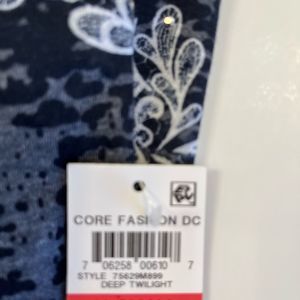 CORE FASHION DC
7 06258 00610 7
STYLE 75629M899
DEEP TWILIGHT